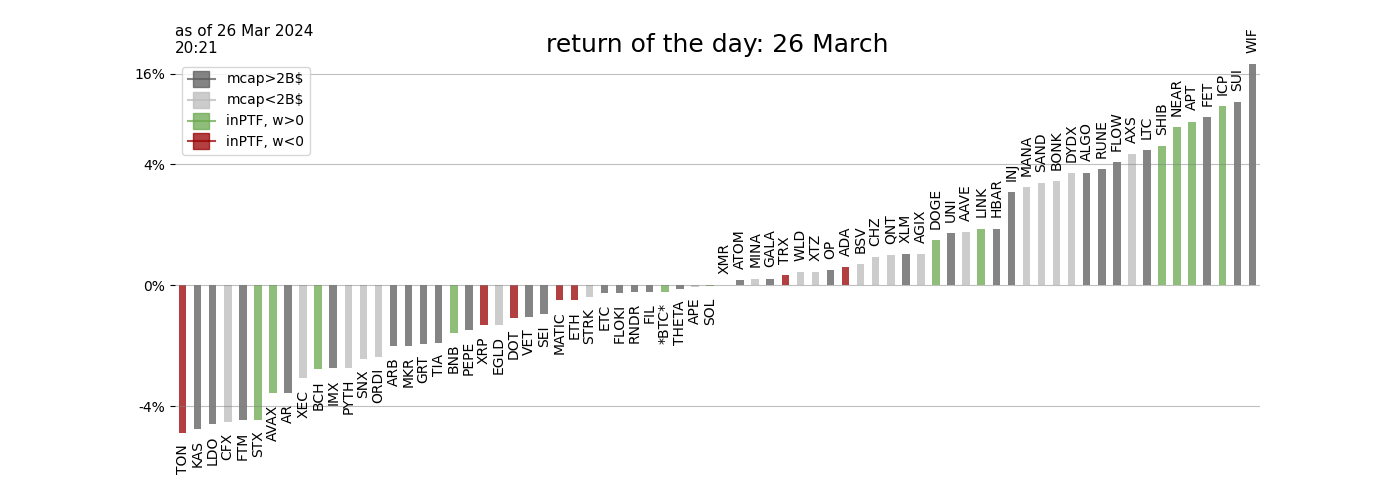 as of 26 Mar 2024
20:21
return of the day: 26 March
mcap>2B$
mcap<2B$
inPTF, w>0
inPTF, w<0
16%
4%
0%
-4%
TON
KAS
LDO
CFX
FTM
STX
AVAX
AR
XEC
BCH
IMX
PYTH
SNX
ORDI
ARB
MKR
GRT
TIA
BNB
PEPE
XRP
EGLD
DOT
VET
SEI
MATIC
ETH
STRK
ETC
FLOKI
RNDR
FIL
*BTC*
THETA
APE
SOL
XMR
ATOM
MINA
GALA
TRX
WLD
XTZ
OP
ADA
BSV
CHZ
QNT
XLM
AGIX
DOGE
UNI
AAVE
LINK
HBAR
INJ
MANA
SAND
BONK
DYDX
ALGO
RUNE
FLOW
AXS
LTC
SHIB
NEAR
APT
FET
ICP
SUI
WIF